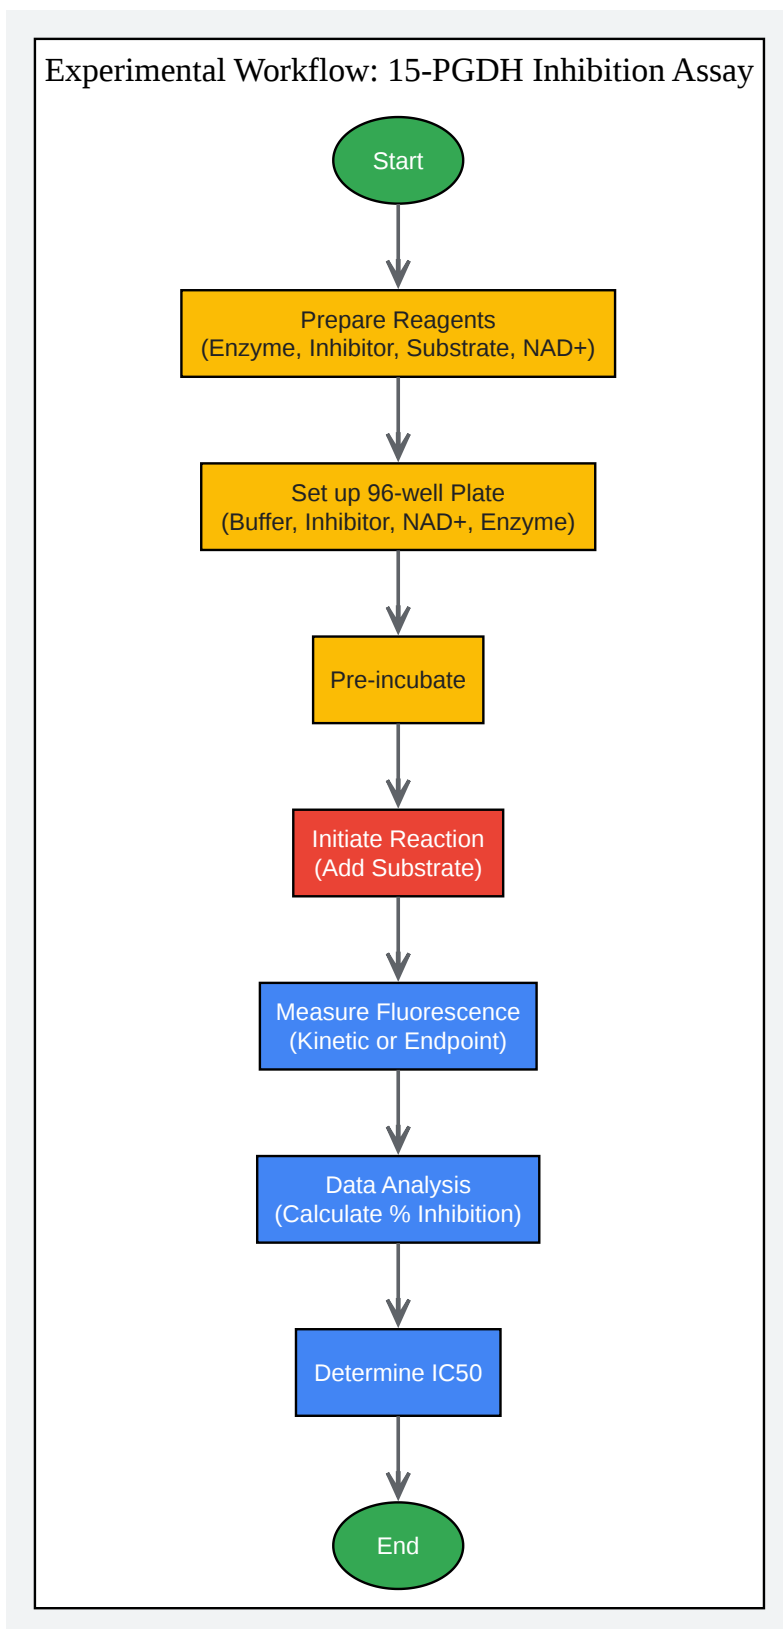 Experimental Workflow: 15-PGDH Inhibition Assay
Start
Prepare Reagents
(Enzyme, Inhibitor, Substrate, NAD+)
Set up 96-well Plate
(Buffer, Inhibitor, NAD+, Enzyme)
Pre-incubate
Initiate Reaction
(Add Substrate)
Measure Fluorescence
(Kinetic or Endpoint)
Data Analysis
(Calculate % Inhibition)
Determine IC50
End